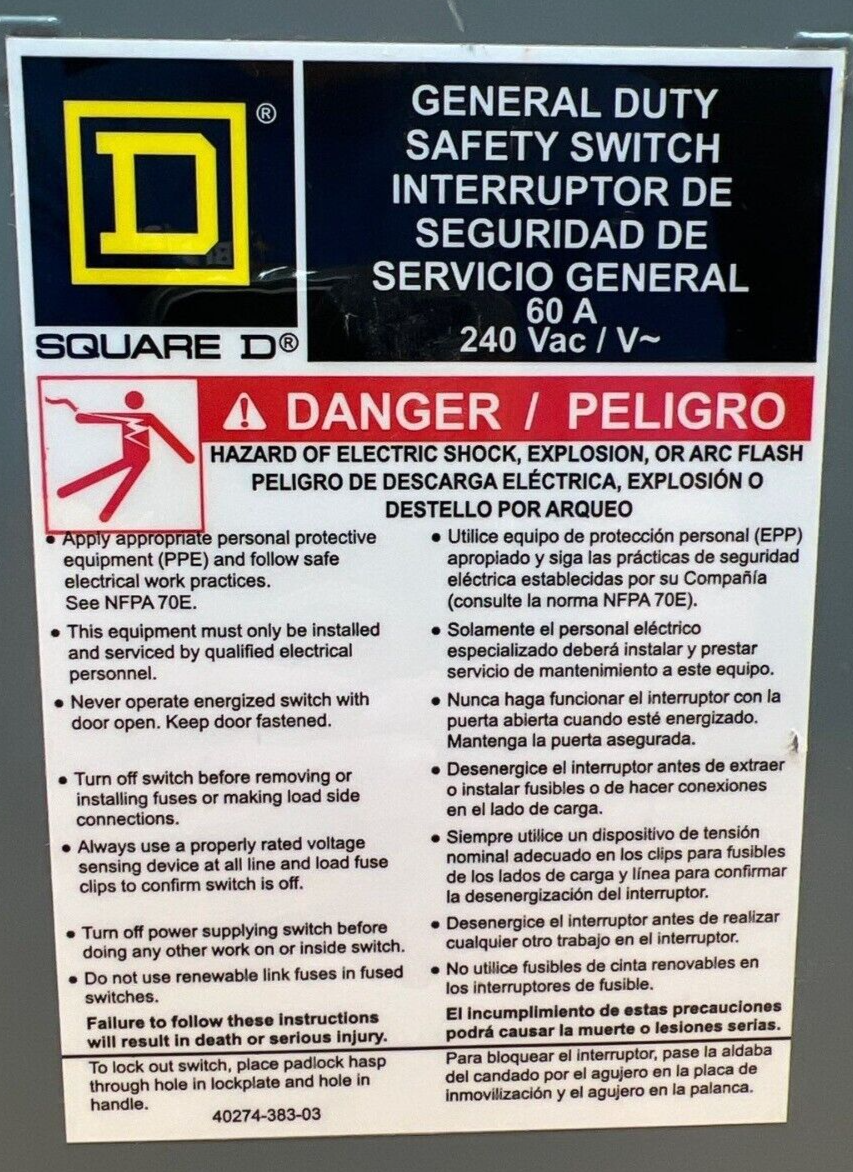 D®
SQUARE D®
GENERAL DUTY
SAFETY SWITCH
INTERRUPTOR DE
SEGURIDAD DE
SERVICIO GENERAL
60 A
240 Vac / V~
⚠ DANGER / PELIGRO
HAZARD OF ELECTRIC SHOCK, EXPLOSION, OR ARC FLASH
PELIGRO DE DESCARGA ELÉCTRICA, EXPLOSIÓN O
DESTELLO POR ARQUEO
• Apply appropriate personal protective
equipment (PPE) and follow safe
electrical work practices.
See NFPA 70E.
• This equipment must only be installed
and serviced by qualified electrical
personnel.
• Never operate energized switch with
door open. Keep door fastened.
• Turn off switch before removing or
installing fuses or making load side
connections.
• Always use a properly rated voltage
sensing device at all line and load fuse
clips to confirm switch is off.
• Turn off power supplying switch before
doing any other work on or inside switch.
• Do not use renewable link fuses in fused
switches.
Failure to follow these instructions
will result in death or serious injury.
• Utilice equipo de protección personal (EPP)
apropiado y siga las prácticas de seguridad
eléctrica establecidas por su Compañía
(consulte la norma NFPA 70E).
• Solamente el personal eléctrico
especializado deberá instalar y prestar
servicio de mantenimiento a este equipo.
• Nunca haga funcionar el interruptor con la
puerta abierta cuando esté energizado.
Mantenga la puerta asegurada.
• Desenergice el interruptor antes de extraer
o instalar fusibles o de hacer conexiones
en el lado de carga.
• Siempre utilice un dispositivo de tensión
nominal adecuado en los clips para fusibles
de los lados de carga y línea para confirmar
la desenergización del interruptor.
• Desenergice el interruptor antes de realizar
cualquier otro trabajo en el interruptor.
• No utilice fusibles de cinta renovables en
los interruptores de fusible.
El incumplimiento de estas precauciones
podrá causar la muerte o lesiones serias.
To lock out switch, place padlock hasp
through hole in lockplate and hole in
handle.
40274-383-03
Para bloquear el interruptor, pase la aldaba
del candado por el agujero en la placa de
inmovilización y el agujero en la palanca.